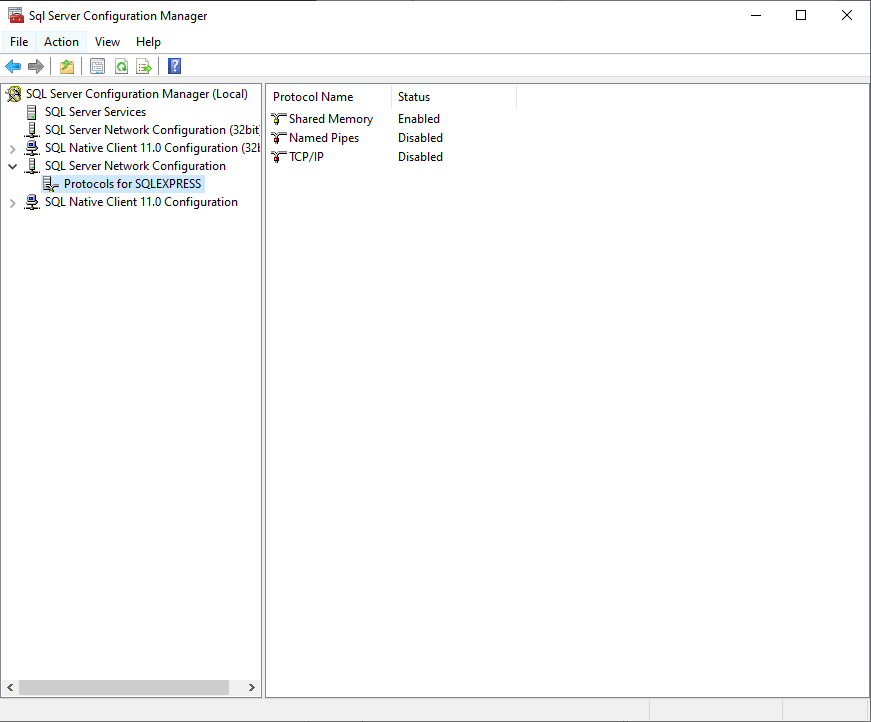 Sql Server Configuration Manager
File Action View Help
SQL Server Configuration Manager (Local)
SQL Server Services
SQL Server Network Configuration (32bit
SQL Native Client 11.0 Configuration (32b
SQL Server Network Configuration
Protocols for SQLEXPRESS
SQL Native Client 11.0 Configuration
Protocol Name Status
Shared Memory Enabled
Named Pipes Disabled
TCP/IP Disabled